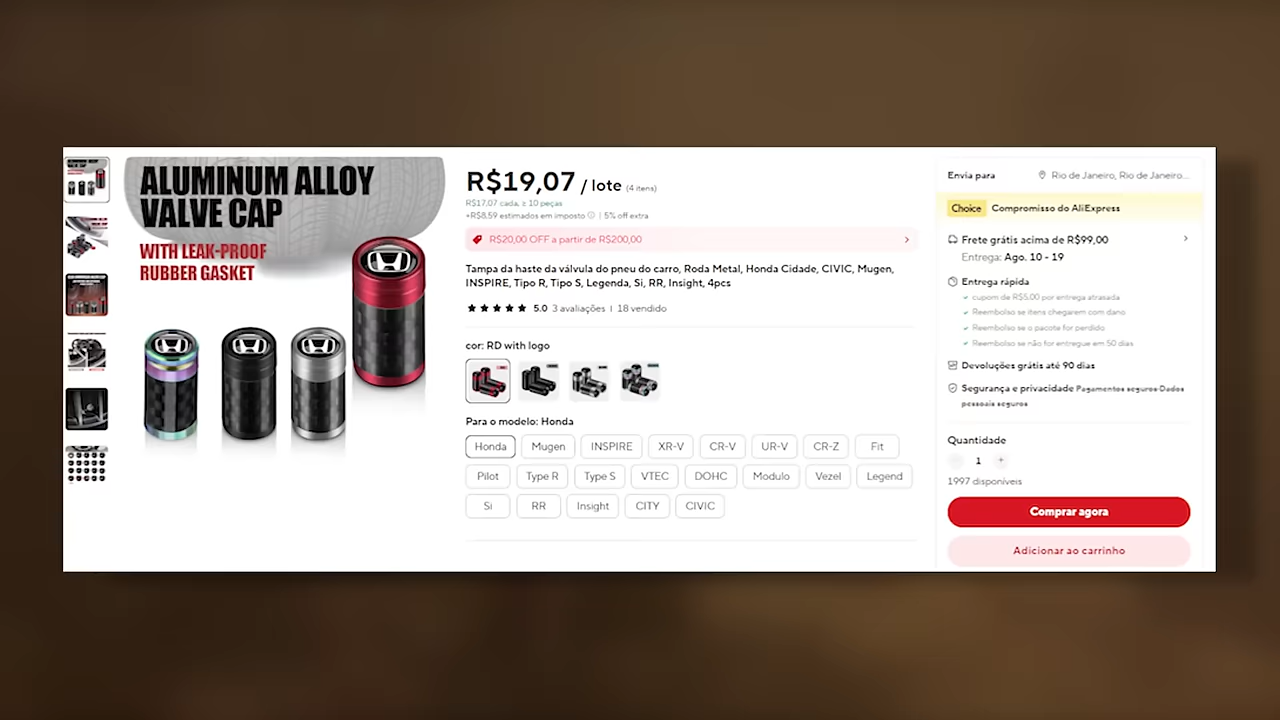 ALUMINUM ALLOY
VALVE CAP
WITH LEAK-PROOF
RUBBER GASKET
R$19,07 / lote (4 itens)
R$17,07 cada, ≥ 10 peças
+R$8,59 estimados em imposto | 5% off extra
R$20,00 OFF a partir de R$200,00
Tampa da haste da válvula do pneu do carro, Roda Metal, Honda Cidade, CIVIC, Mugen,
INSPIRE, Tipo R, Tipo S, Legenda, Si, RR, Insight, 4pcs
5.0 3 avaliações | 18 vendido
cor: RD with logo
Para o modelo: Honda
Honda Mugen INSPIRE XR-V CR-V UR-V CR-Z Fit
Pilot Type R Type S VTEC DOHC Modulo Vezel Legend
Si RR Insight CITY CIVIC
Envia para Rio de Janeiro, Rio de Janeiro...
Choice Compromisso do AliExpress
Frete grátis acima de R$99,00
Entrega: Ago. 10 - 19
Entrega rápida
cupom de R$5,00 por entrega atrasada
Reembolso se itens chegarem com dano
Reembolso se o pacote for perdido
Reembolso se não for entregue em 50 dias
Devoluções grátis até 90 dias
Segurança e privacidade Pagamentos seguros Dados
pessoais seguros
Quantidade
- 1 +
1997 disponíveis
Comprar agora
Adicionar ao carrinho